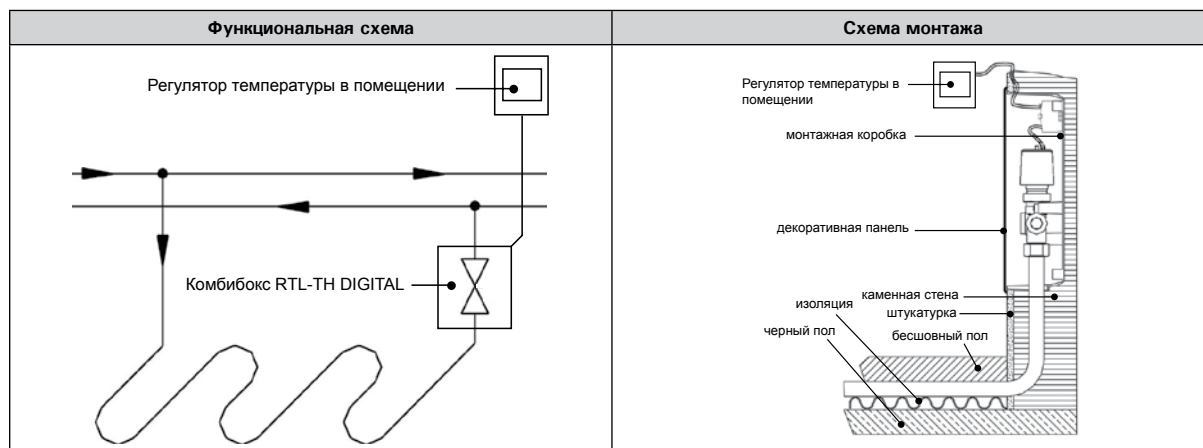 Функциональная схема
Схема монтажа
Регулятор температуры в помещении
Комбибокс RTL-TH DIGITAL
Регулятор температуры в
помещении
монтажная коробка
декоративная панель
каменная стена
изоляция
штукатурка
черный пол
бесшовный пол